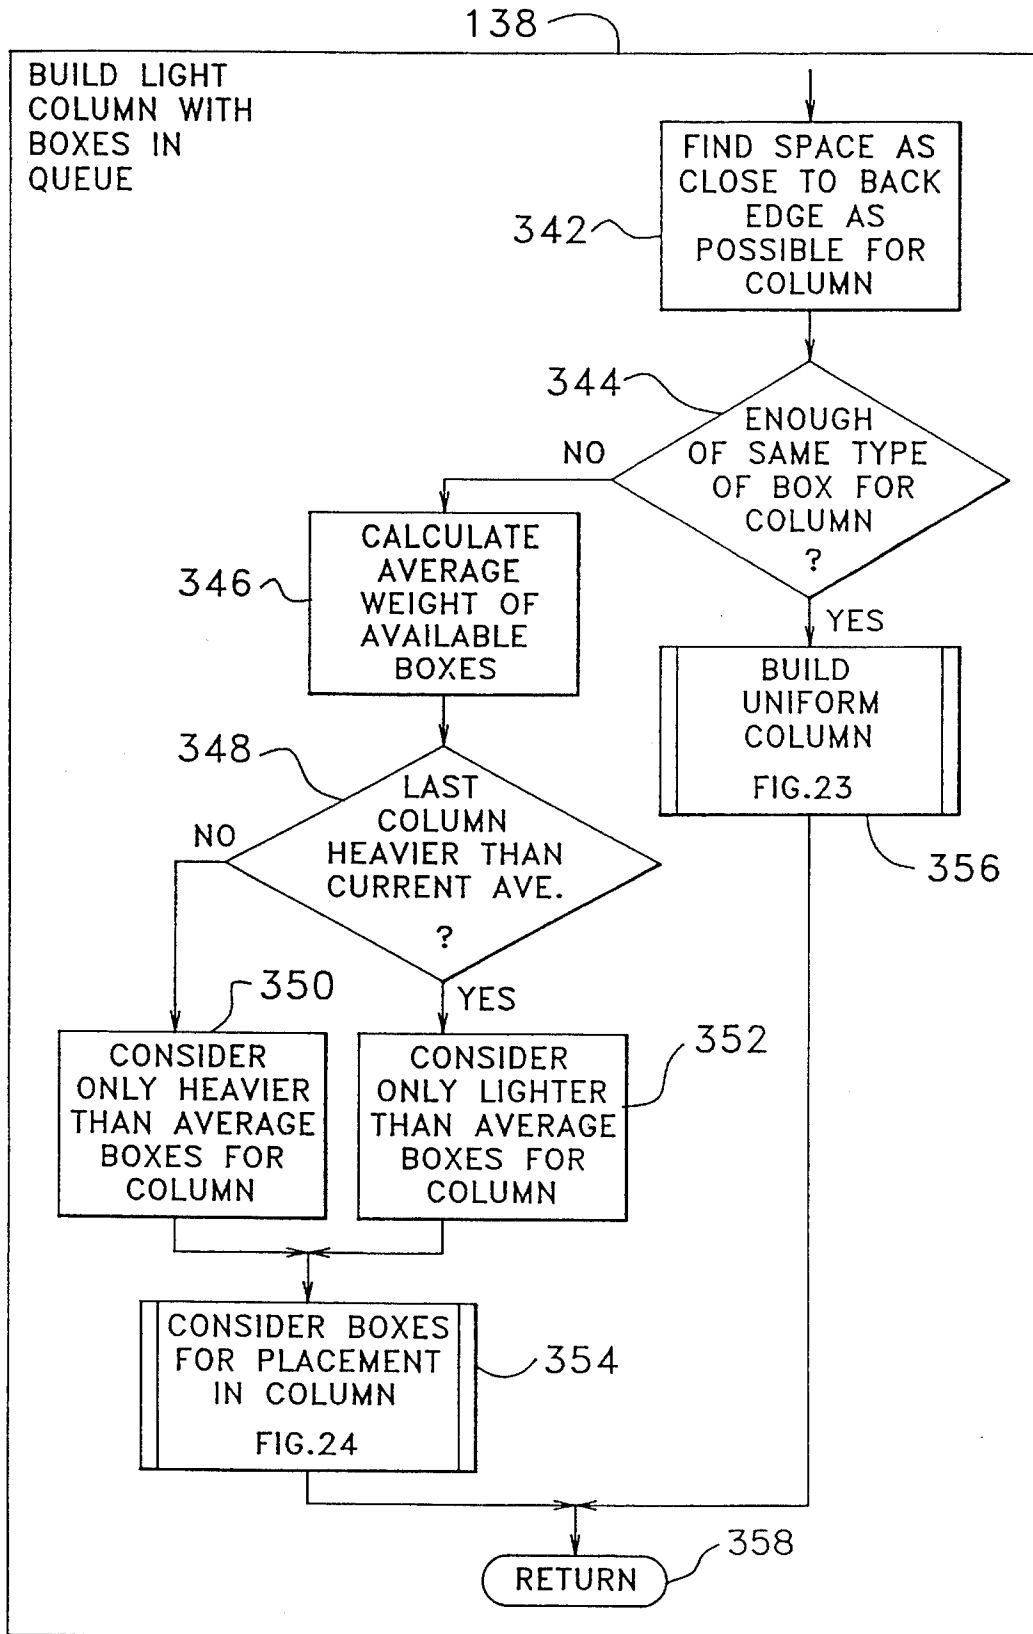 138
BUILD LIGHT
COLUMN WITH
BOXES IN
QUEUE
FIND SPACE AS
CLOSE TO BACK
EDGE AS
POSSIBLE FOR
COLUMN
342
344
ENOUGH
OF SAME TYPE
OF BOX FOR
COLUMN
?
NO
YES
CALCULATE
AVERAGE
WEIGHT OF
AVAILABLE
BOXES
346
BUILD
UNIFORM
COLUMN
FIG.23
356
348
LAST
COLUMN
HEAVIER THAN
CURRENT AVE.
?
NO
YES
350
CONSIDER
ONLY HEAVIER
THAN AVERAGE
BOXES FOR
COLUMN
352
CONSIDER
ONLY LIGHTER
THAN AVERAGE
BOXES FOR
COLUMN
CONSIDER BOXES
FOR PLACEMENT
IN COLUMN
FIG.24
354
RETURN
358